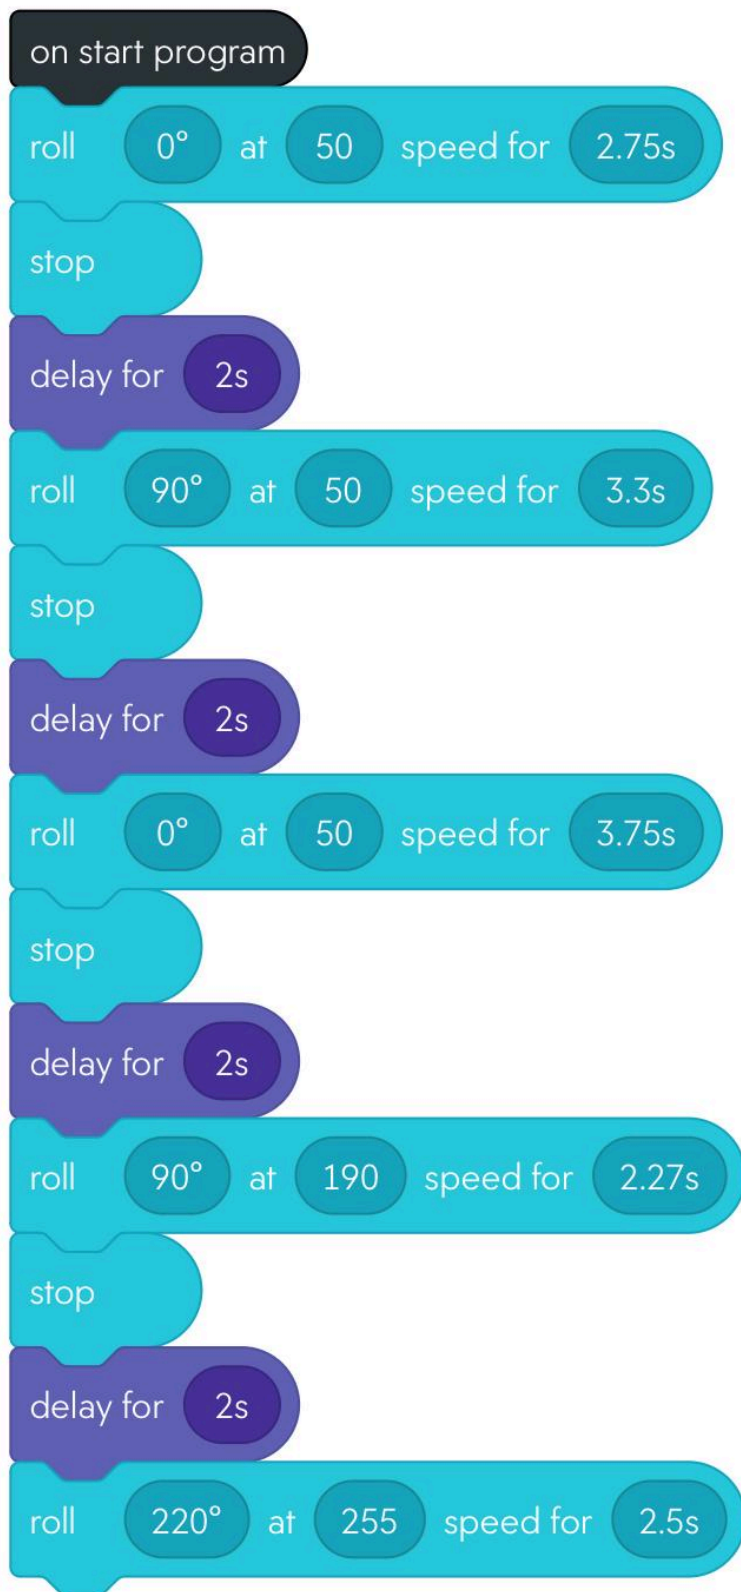 on start program
roll 0° at 50 speed for 2.75s
stop
delay for 2s
roll 90° at 50 speed for 3.3s
stop
delay for 2s
roll 0° at 50 speed for 3.75s
stop
delay for 2s
roll 90° at 190 speed for 2.27s
stop
delay for 2s
roll 220° at 255 speed for 2.5s